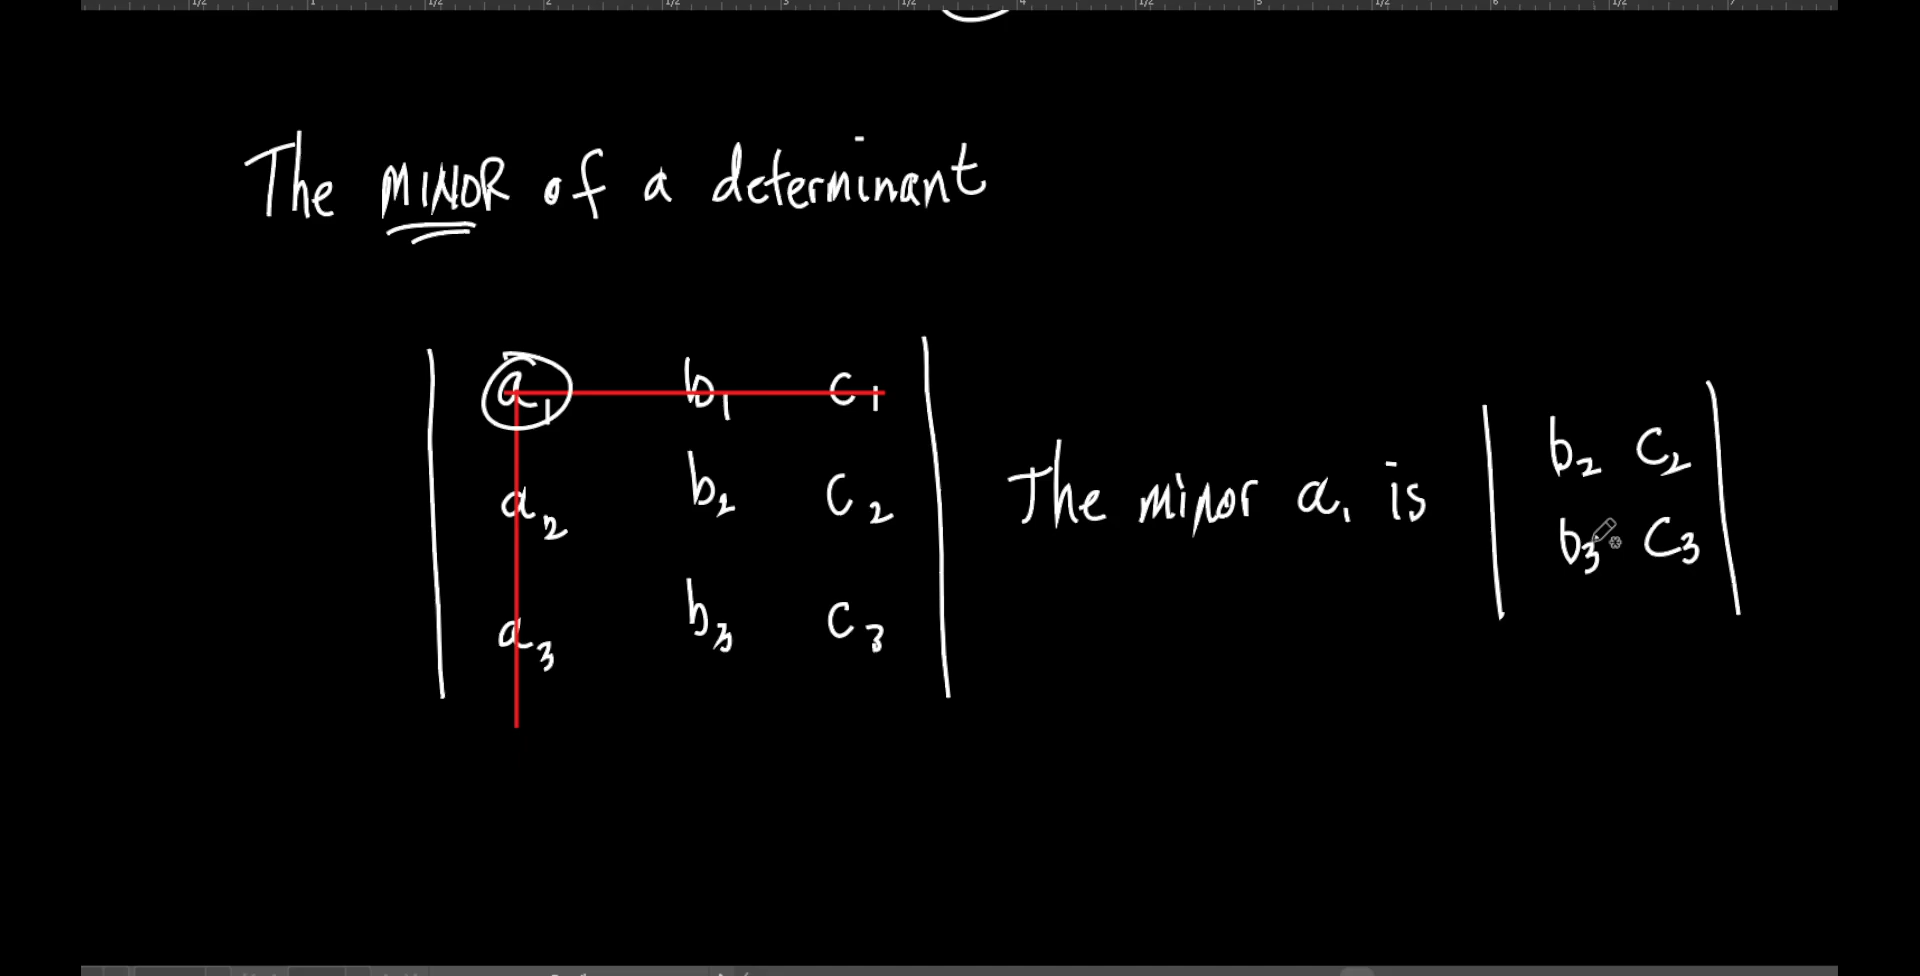 The MINOR of a determinant
a1 b1 c1
a2 b2 c2
a3 b3 c3
The minor a1 is
b2 c2
b3 c3